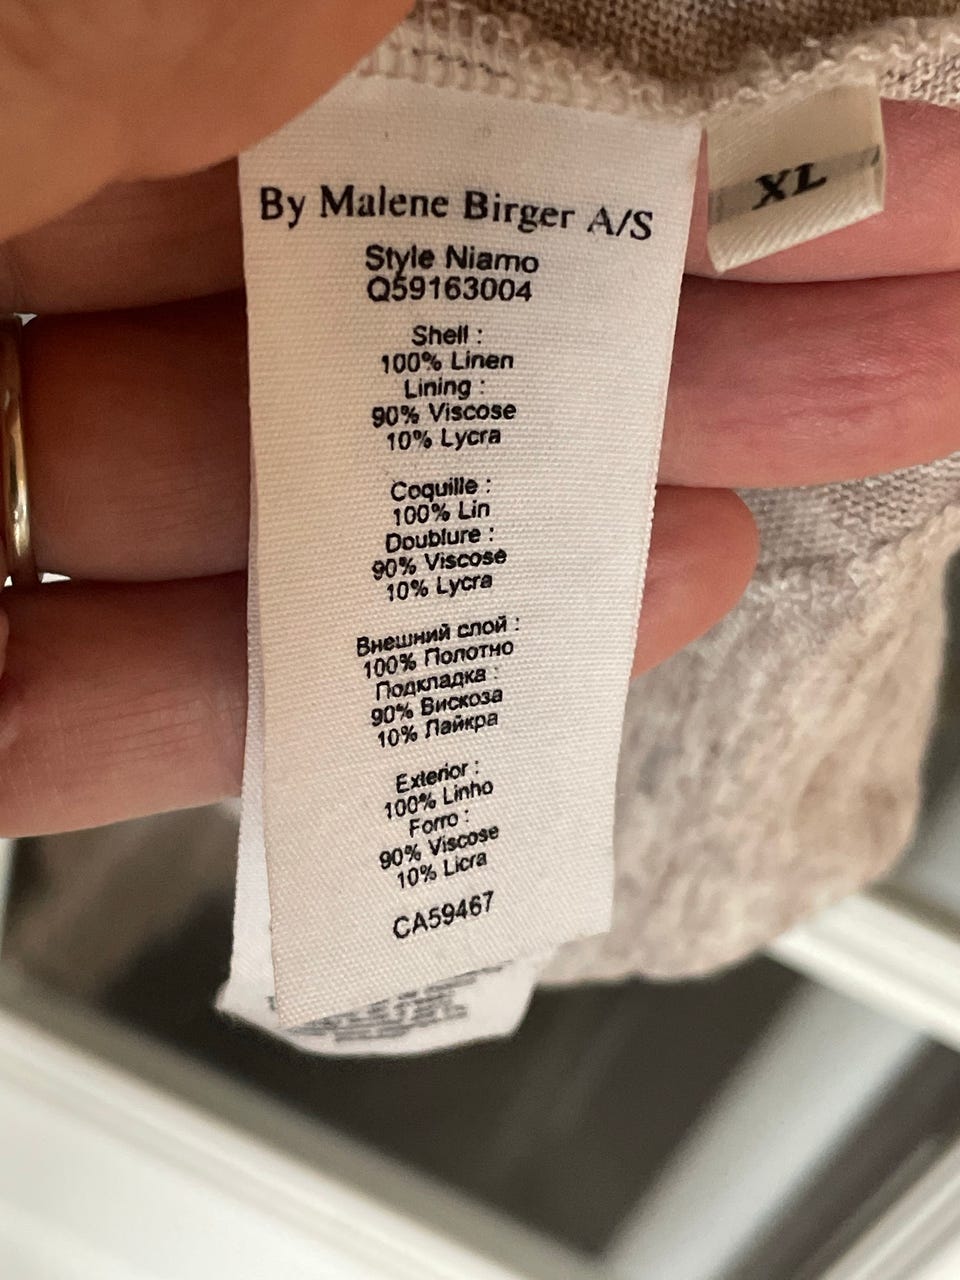 By Malene Birger A/S
Style Niamo
Q59163004
Shell :
100% Linen
Lining :
90% Viscose
10% Lycra
Coquille :
100% Lin
Doublure :
90% Viscose
10% Lycra
Внешний слой :
100% Полотно
Подкладка :
90% Вискоза
10% Лайкра
Exterior :
100% Linho
Forro :
90% Viscose
10% Licra
CA59467
XL